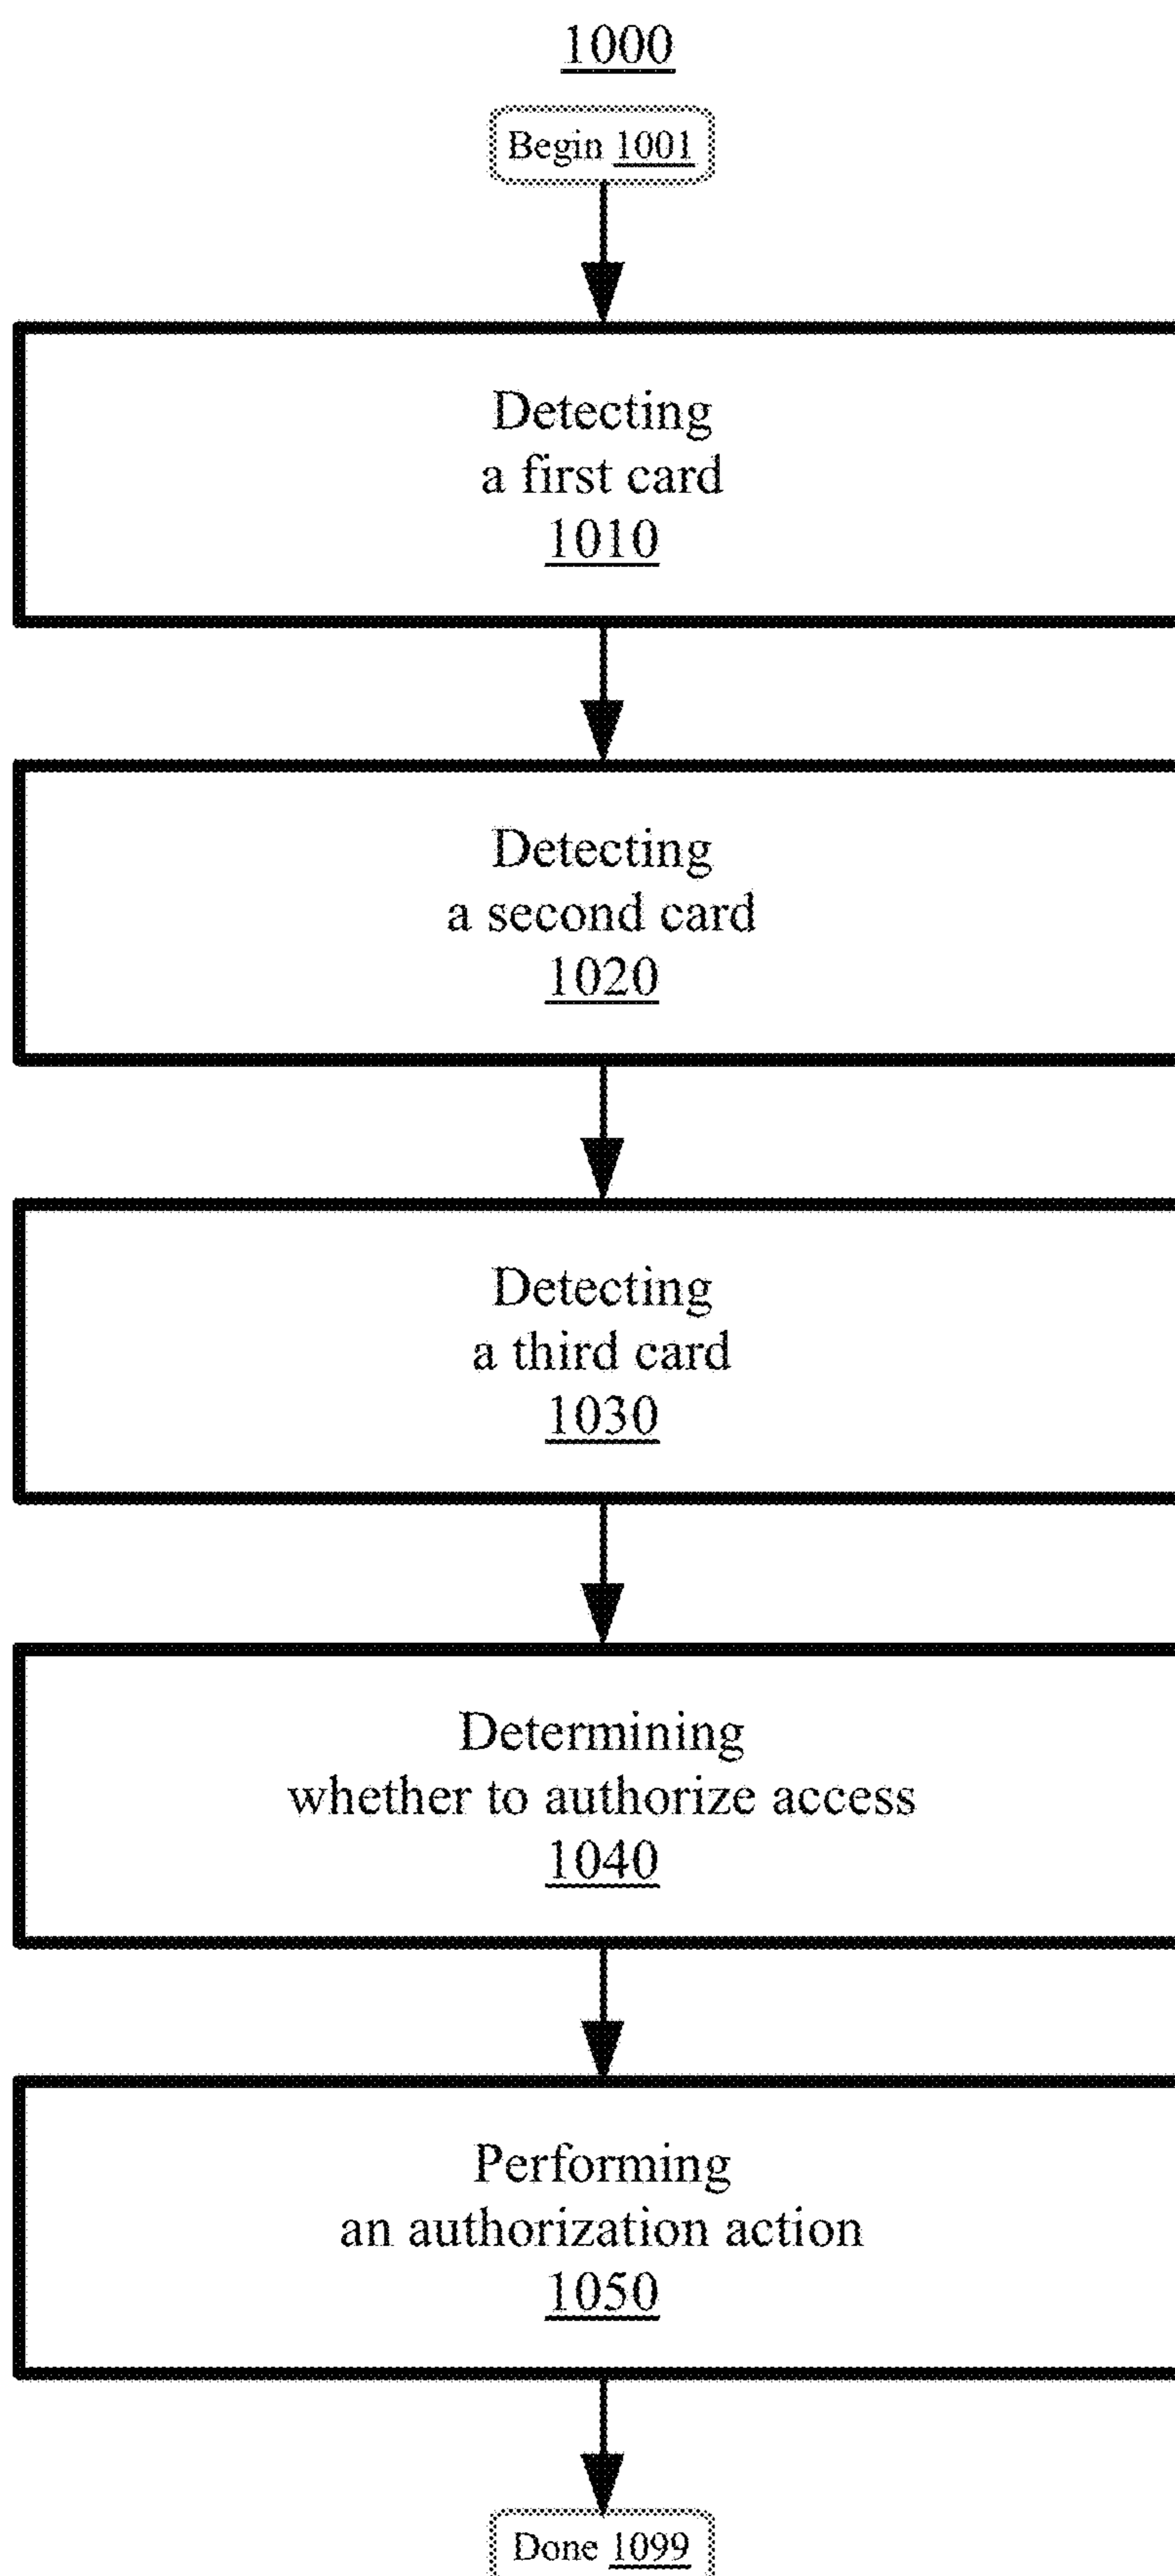 1000
Begin 1001
Detecting
a first card
1010
Detecting
a second card
1020
Detecting
a third card
1030
Determining
whether to authorize access
1040
Performing
an authorization action
1050
Done 1099